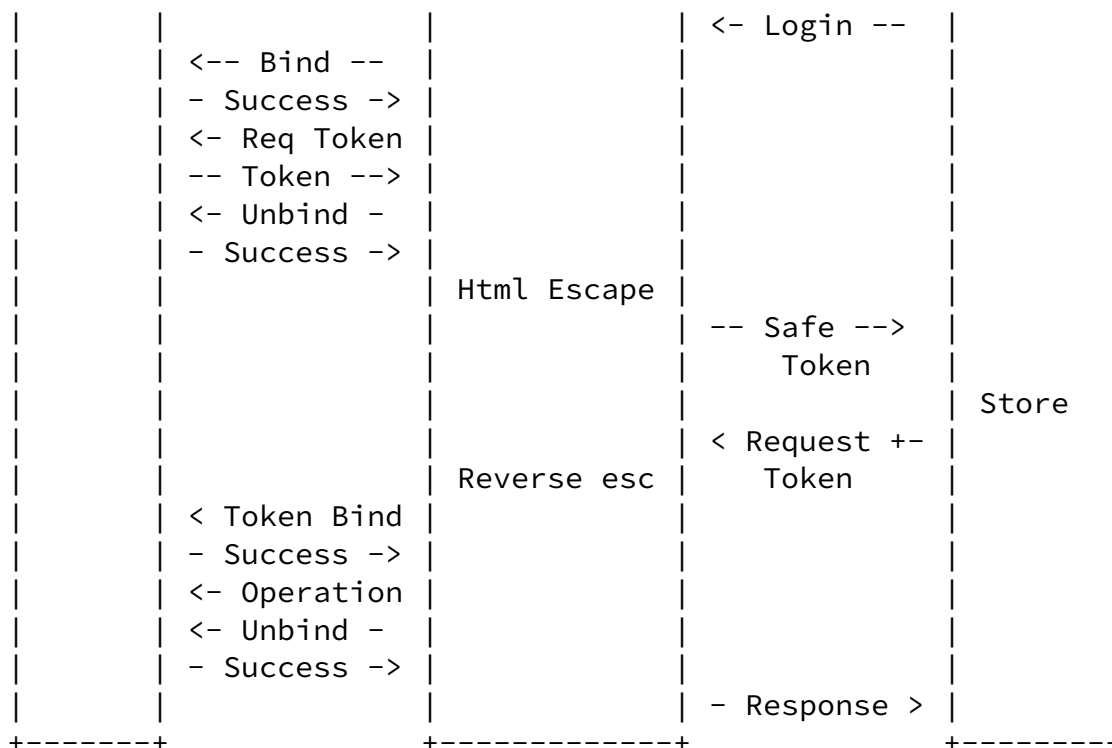 |       |             |             |             | <- Login -- |
|       | <-- Bind -- |             |             |
|       | - Success -> |             |             |
|       | <- Req Token |             |             |
|       | -- Token --> |             |             |
|       | <- Unbind - |             |             |
|       | - Success -> |             |             |
|       |             | Html Escape |             |
|       |             |             | -- Safe --> |
|       |             |             |    Token    |
|       |             |             |             | Store
|       |             |             | < Request +- |
|       |             | Reverse esc |   Token     |
|       | < Token Bind |             |             |
|       | - Success -> |             |             |
|       | <- Operation |             |             |
|       | <- Unbind - |             |             |
|       | - Success -> |             |             |
|       |             |             | - Response > |
+-------+             +-------------+             +--------